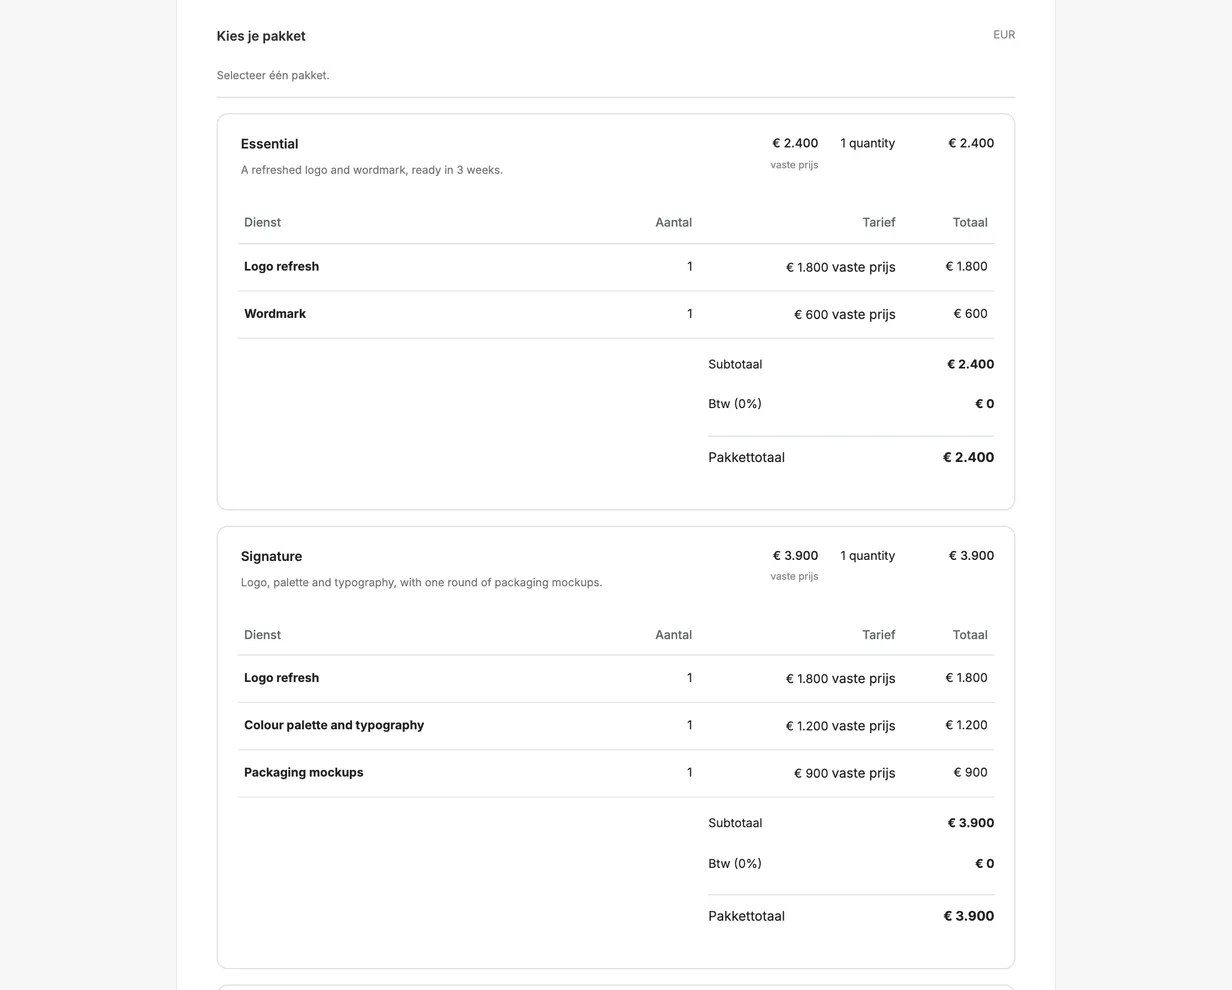 Kies je pakket EUR
Selecteer één pakket.
Essential € 2.400 1 quantity € 2.400
A refreshed logo and wordmark, ready in 3 weeks. vaste prijs
Dienst Aantal Tarief Totaal
Logo refresh 1 € 1.800 vaste prijs € 1.800
Wordmark 1 € 600 vaste prijs € 600
Subtotaal € 2.400
Btw (0%) € 0
Pakkettotaal € 2.400
Signature € 3.900 1 quantity € 3.900
Logo, palette and typography, with one round of packaging mockups. vaste prijs
Dienst Aantal Tarief Totaal
Logo refresh 1 € 1.800 vaste prijs € 1.800
Colour palette and typography 1 € 1.200 vaste prijs € 1.200
Packaging mockups 1 € 900 vaste prijs € 900
Subtotaal € 3.900
Btw (0%) € 0
Pakkettotaal € 3.900